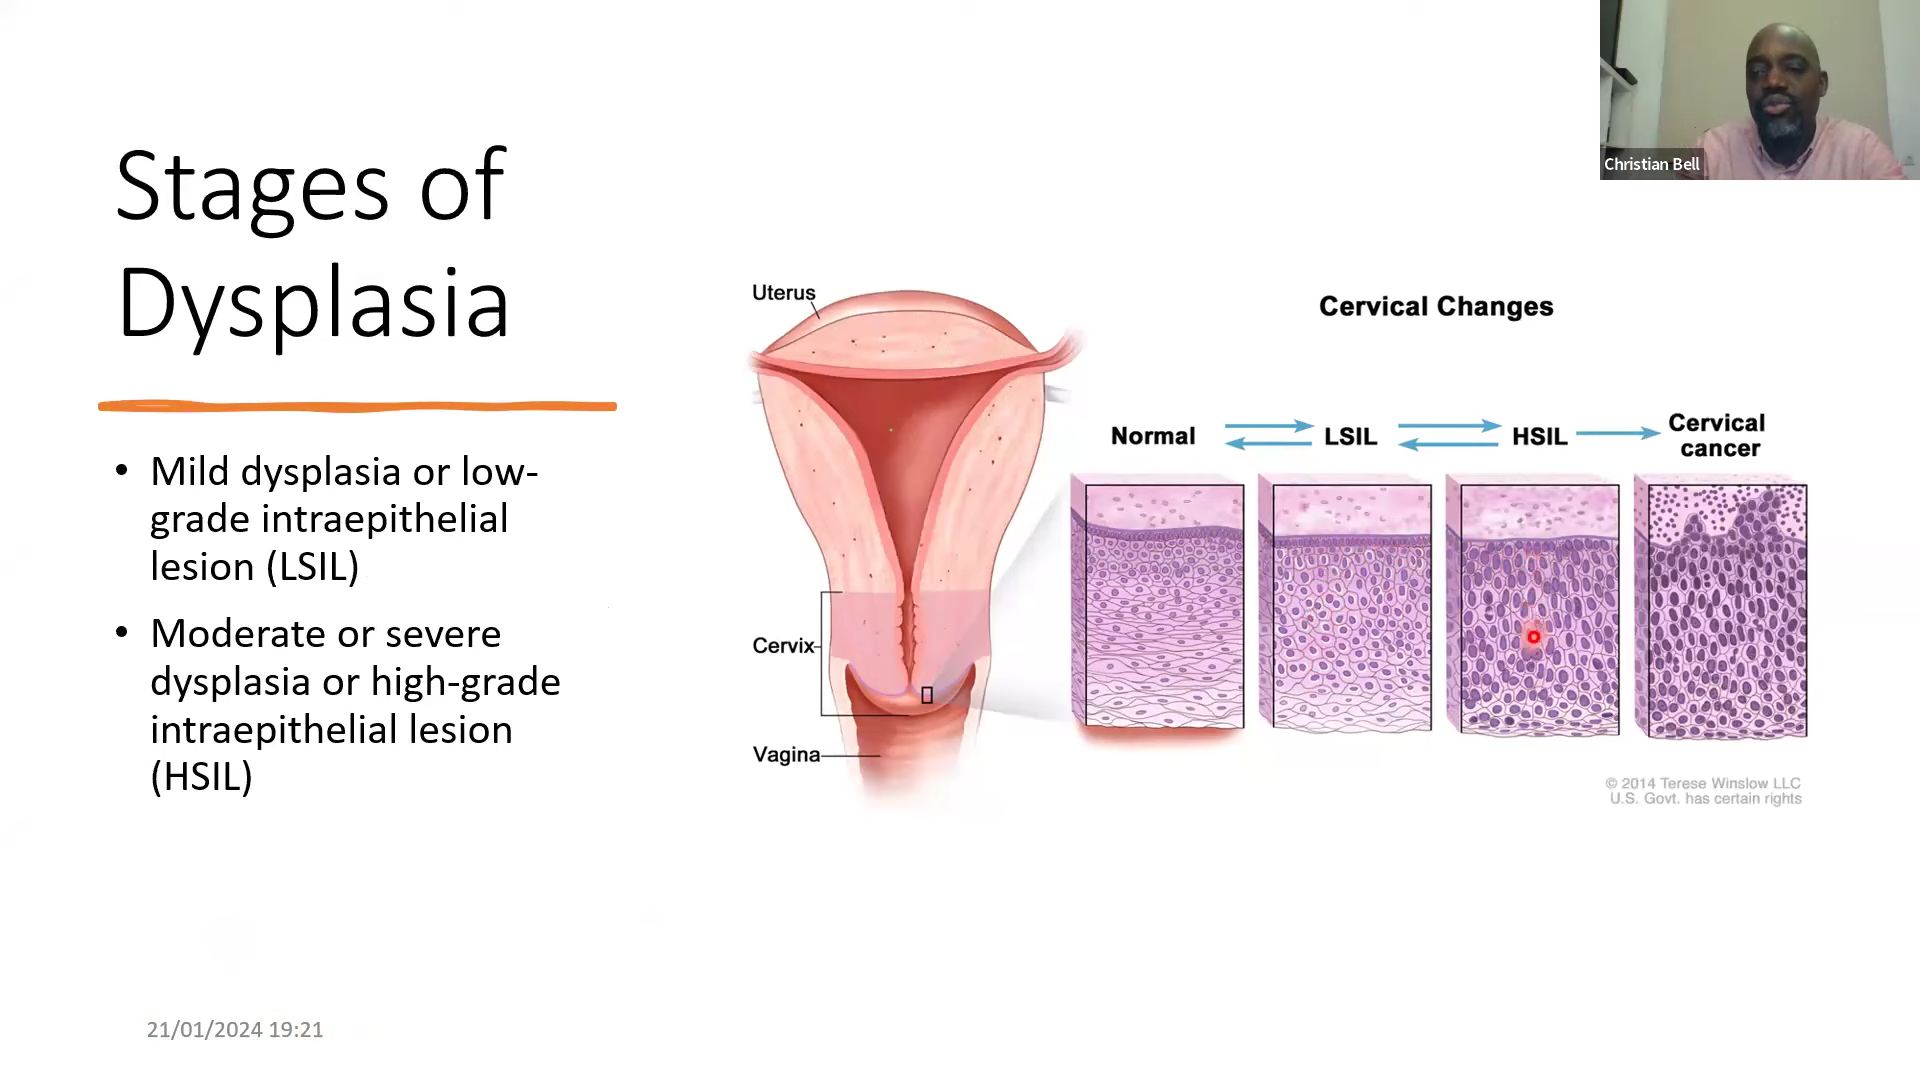 Christian Bell
Stages of
Dysplasia
• Mild dysplasia or low-
grade intraepithelial
lesion (LSIL)
• Moderate or severe
dysplasia or high-grade
intraepithelial lesion
(HSIL)
Uterus
Cervix
Vagina
Cervical Changes
Normal
LSIL
HSIL
Cervical
cancer
© 2014 Terese Winslow LLC
U.S. Govt. has certain rights
21/01/2024 19:21